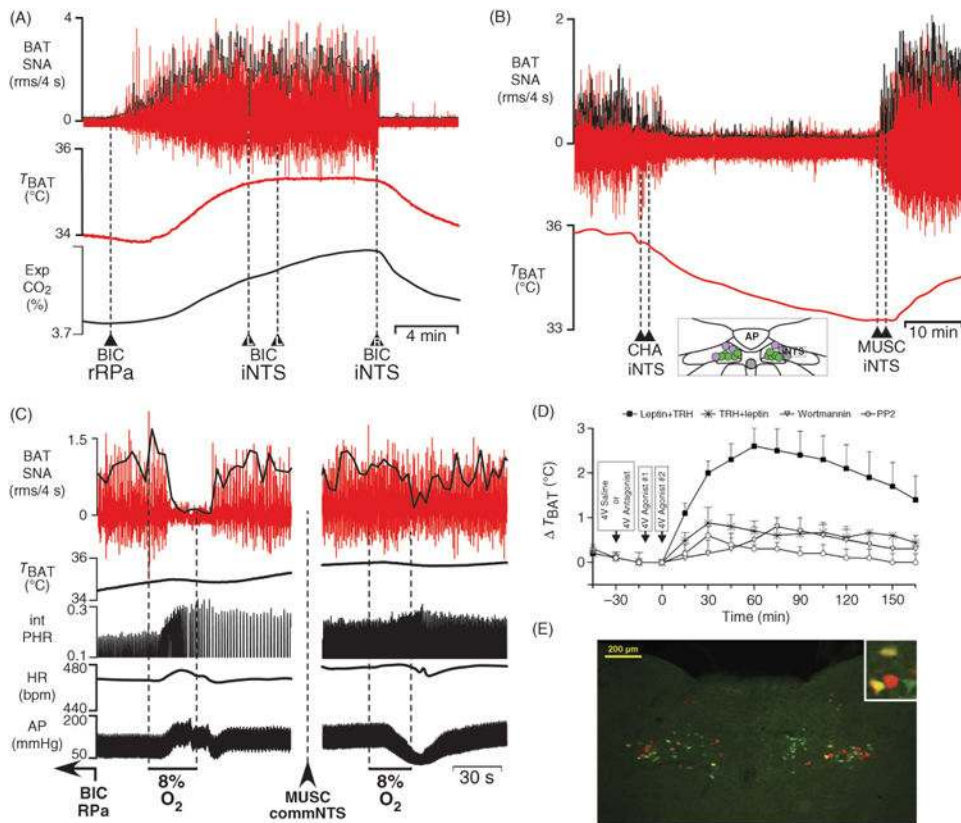 (A)
4
BAT
SNA
(rms/4 s)
0
36
T BAT
(°C)
34
Exp
CO2
(%)
3.7
4 min
BIC
rRPa
L
L
BIC
iNTS
BIC
iNTS
(B)
2
BAT
SNA
(rms/4 s)
0
36
T BAT
(°C)
33
10 min
CHA
iNTS
AP
iNTS
MUSC
iNTS
(C)
1.5
BAT
SNA
(rms/4 s)
0
36
T BAT
(°C)
34
0.3
int
PHR
0.1
480
HR
(bpm)
440
200
AP
(mmHg)
50
BIC
RPa
8%
O2
MUSC
commNTS
8%
O2
30 s
(D)
Leptin+TRH
TRH+leptin
Wortmannin
PP2
3
2
1
0
Δ T BAT (°C)
4V Saline
or
4V Antagonist
4V Agonist #1
4V Agonist #2
−30 0 30 60 90 120 150
Time (min)
(E)
200 μm